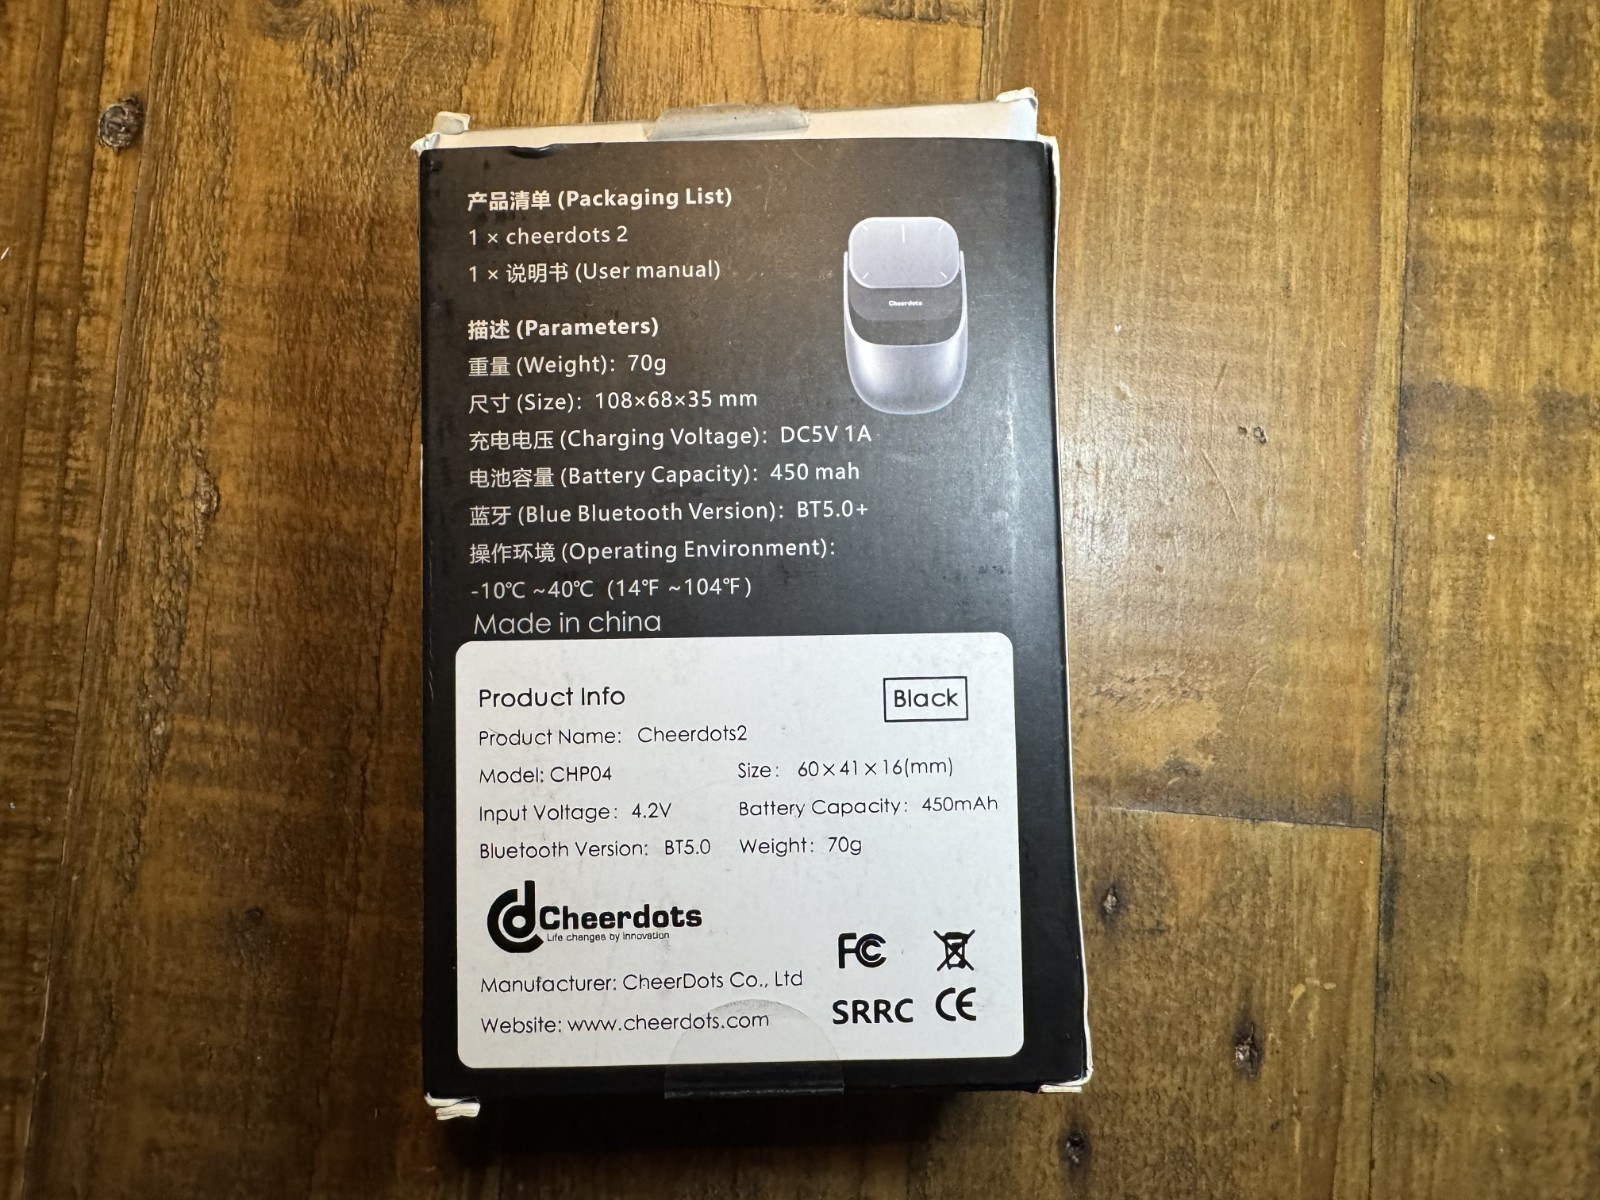 产品清单 (Packaging List)
1 × cheerdots 2
1 × 说明书 (User manual)
Cheerdots
描述 (Parameters)
重量 (Weight): 70g
尺寸 (Size): 108×68×35 mm
充电电压 (Charging Voltage): DC5V 1A
电池容量 (Battery Capacity): 450 mah
蓝牙 (Blue Bluetooth Version): BT5.0+
操作环境 (Operating Environment):
-10℃ ~40℃ (14℉ ~104℉)
Made in china
Product Info
Black
Product Name: Cheerdots2
Model: CHP04
Size: 60×41×16(mm)
Input Voltage: 4.2V
Battery Capacity: 450mAh
Bluetooth Version: BT5.0
Weight: 70g
Cheerdots
Life changes by innovation
FC
Manufacturer: CheerDots Co., Ltd
SRRC CE
Website: www.cheerdots.com